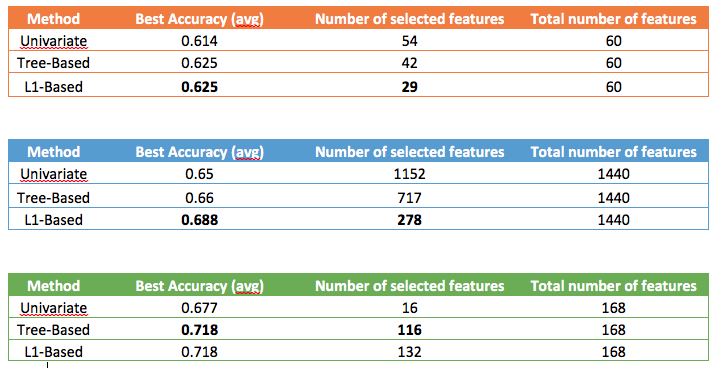 Method Best Accuracy (avg) Number of selected features Total number of features
Univariate 0.614 54 60
Tree-Based 0.625 42 60
L1-Based 0.625 29 60
Method Best Accuracy (avg) Number of selected features Total number of features
Univariate 0.65 1152 1440
Tree-Based 0.66 717 1440
L1-Based 0.688 278 1440
Method Best Accuracy (avg) Number of selected features Total number of features
Univariate 0.677 16 168
Tree-Based 0.718 116 168
L1-Based 0.718 132 168